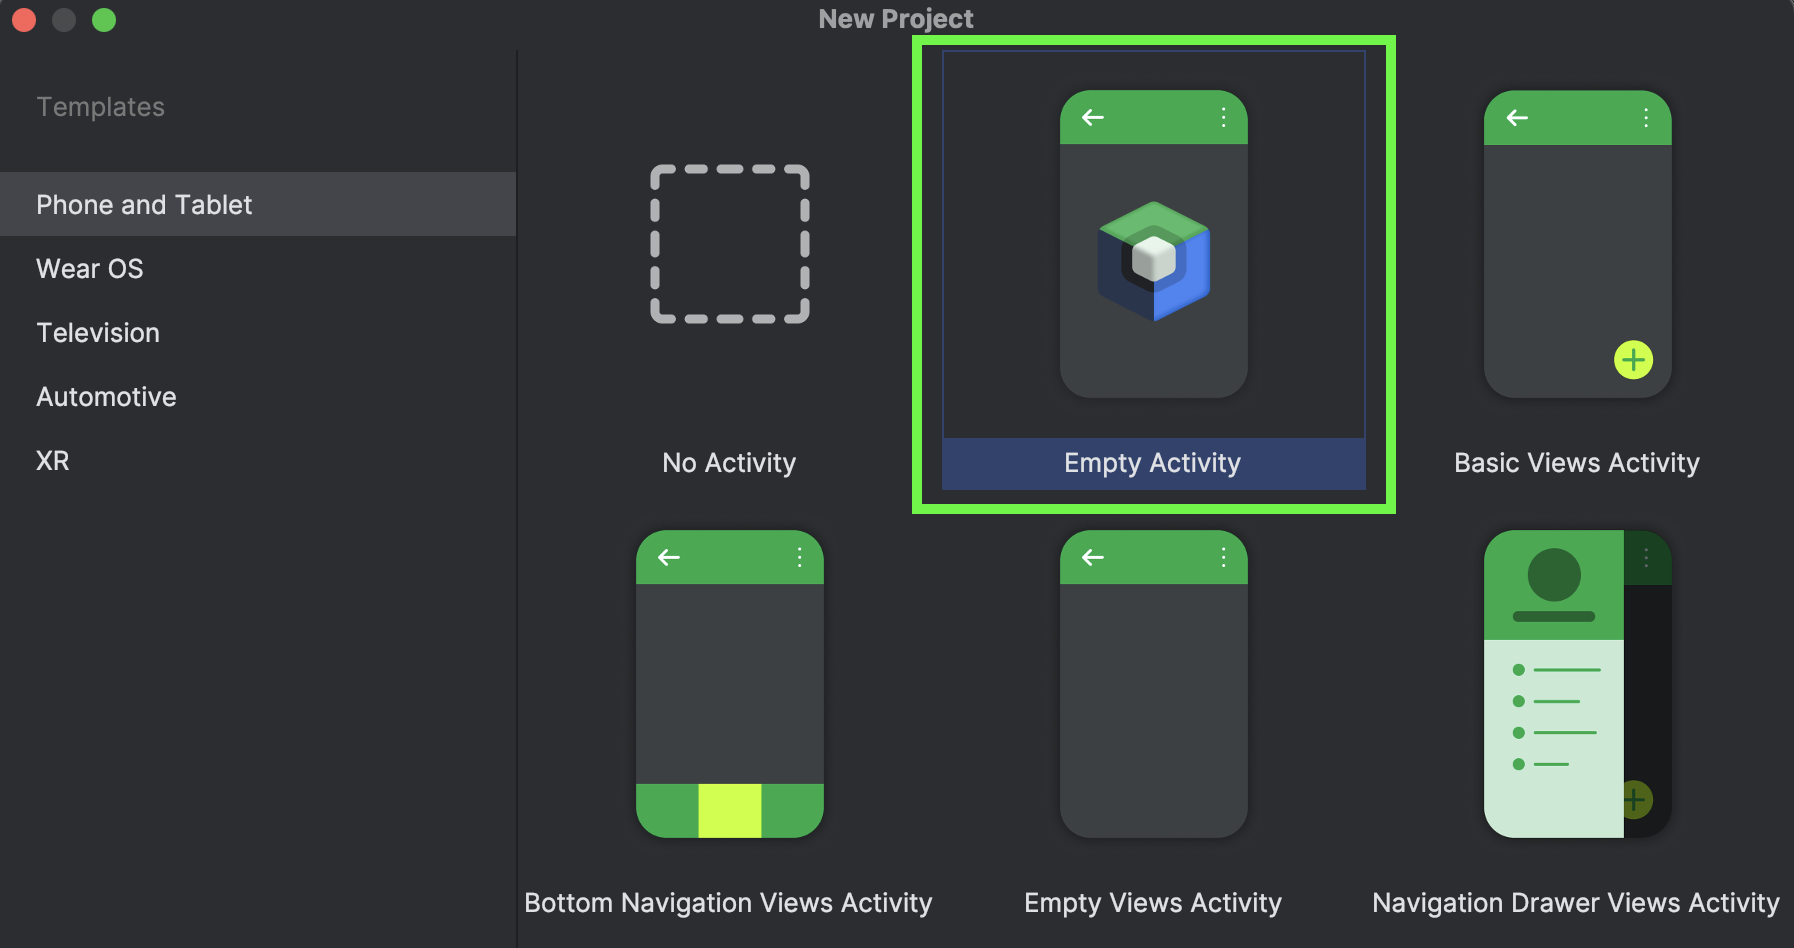 New Project
Templates
Phone and Tablet
Wear OS
Television
Automotive
XR
No Activity
Empty Activity
Basic Views Activity
Bottom Navigation Views Activity
Empty Views Activity
Navigation Drawer Views Activity